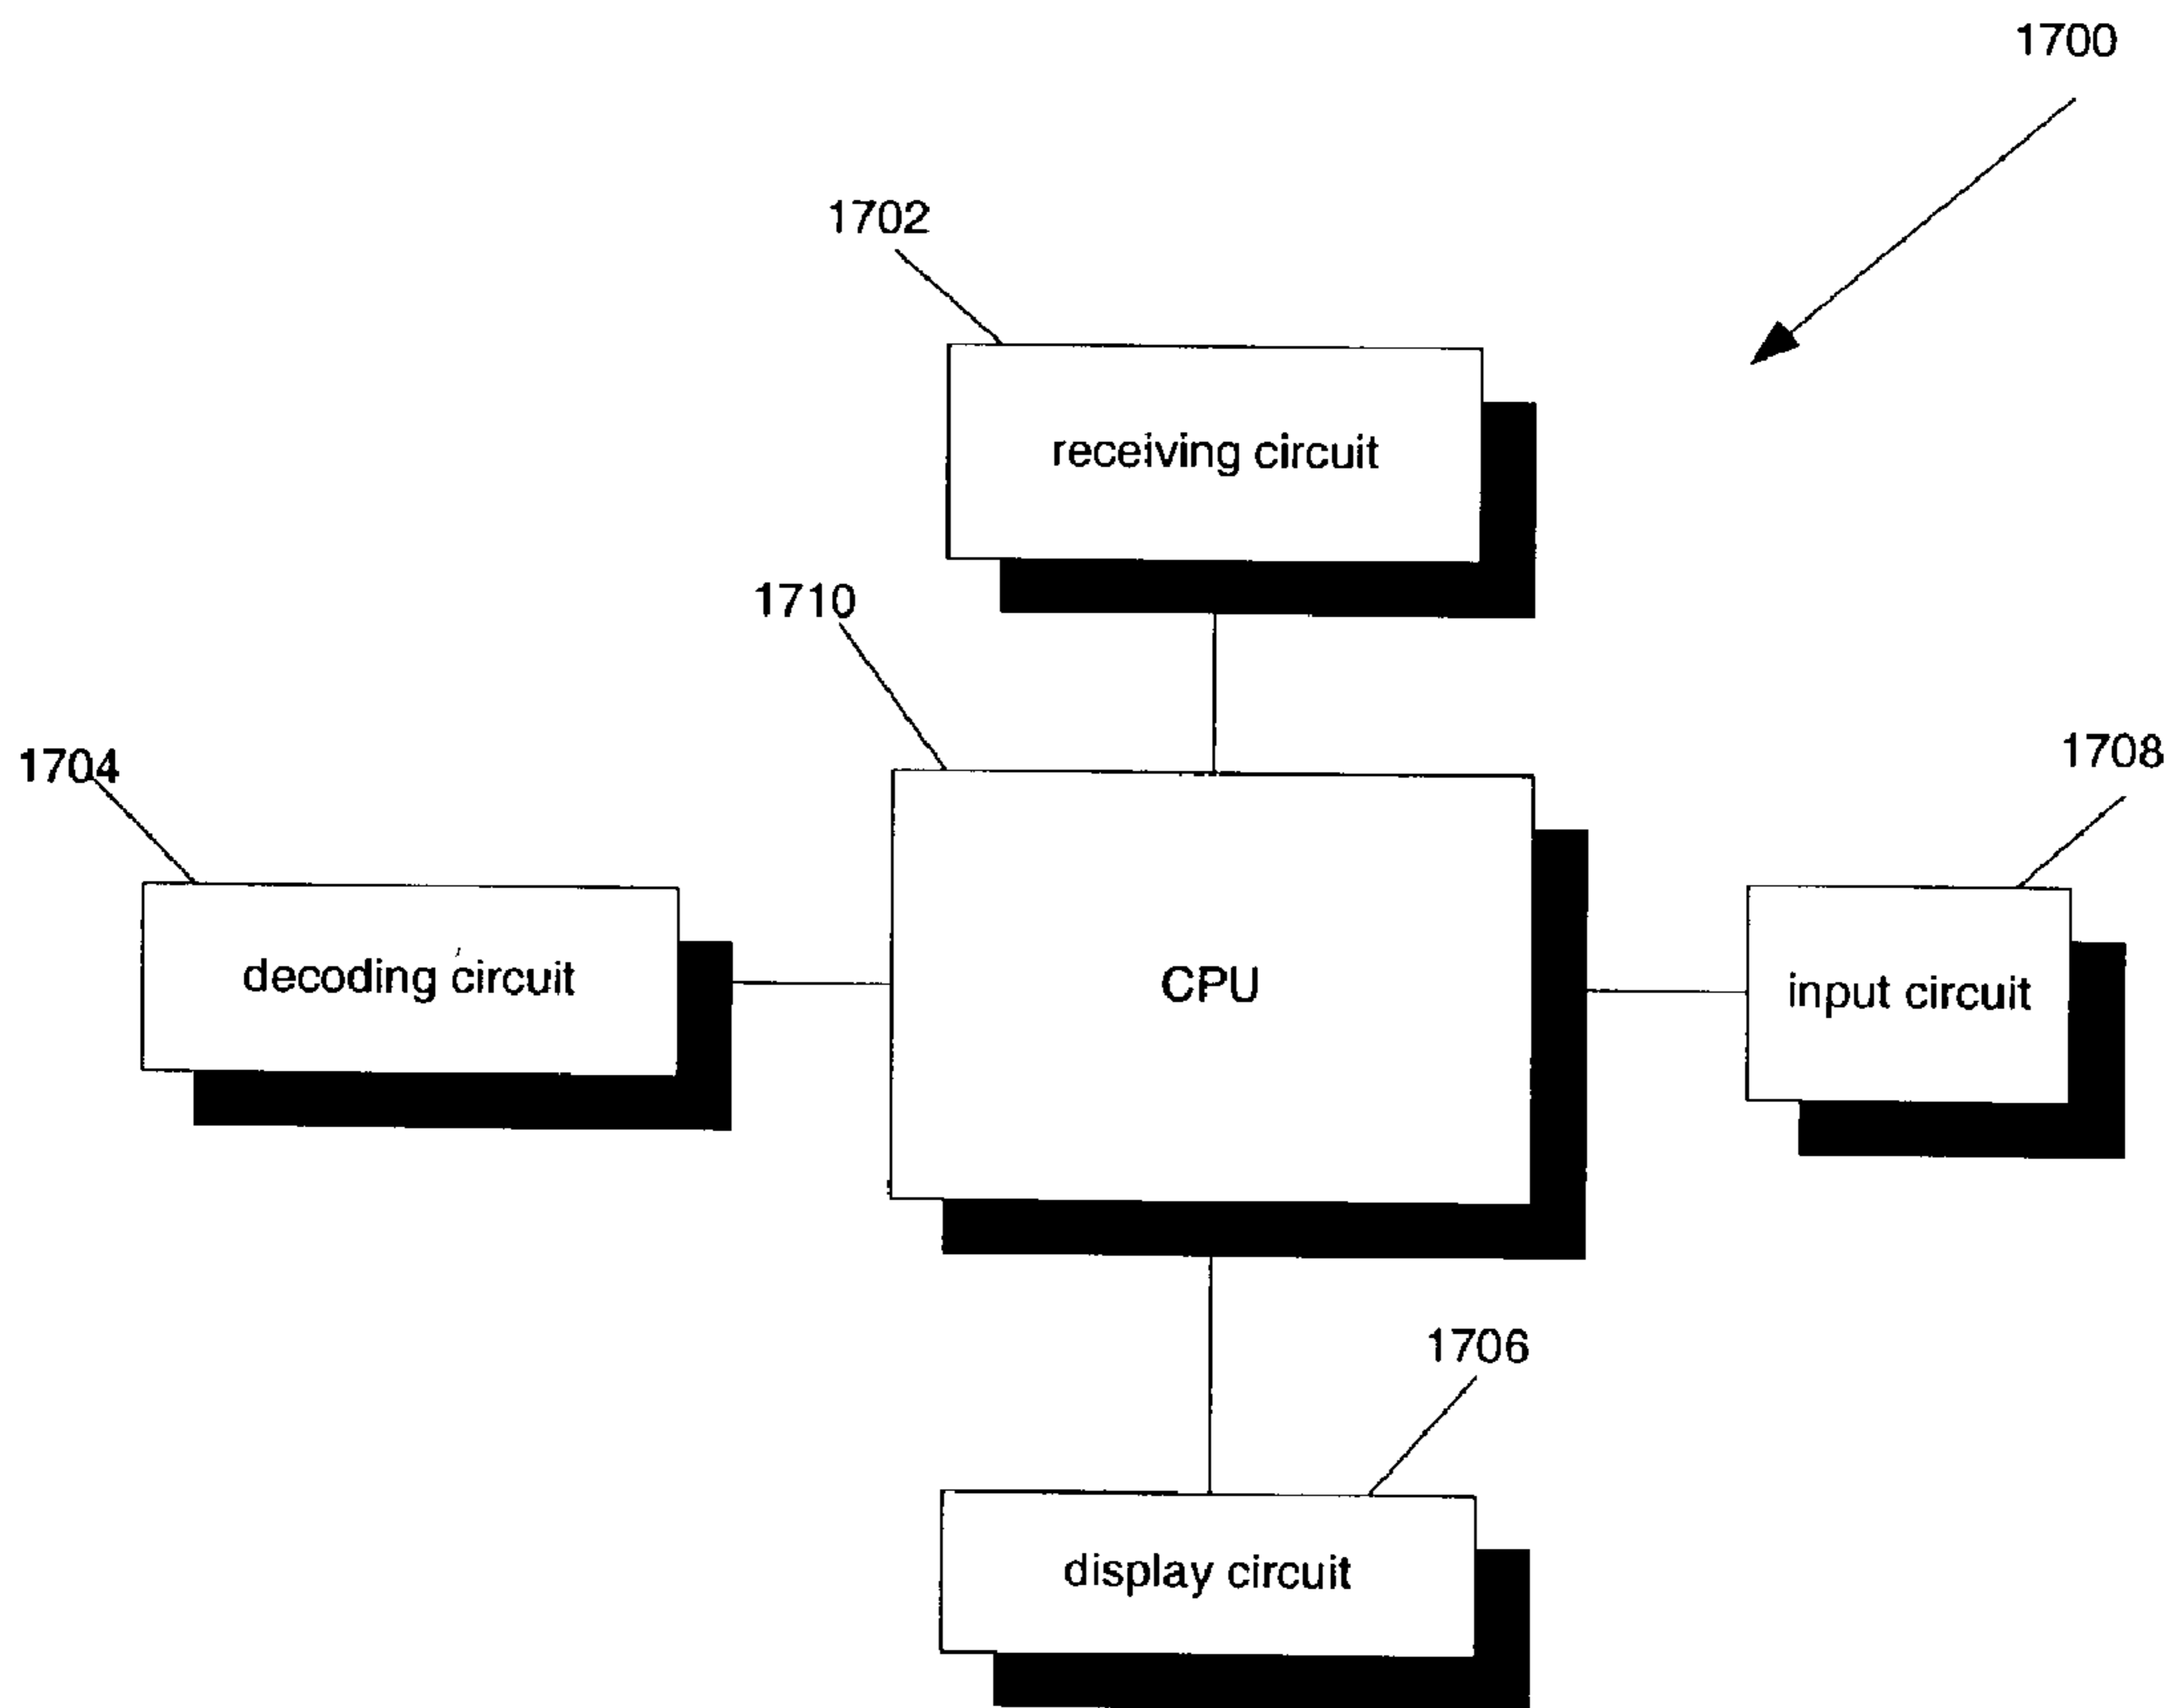 1700
1702
receiving circuit
1710
1704
1708
decoding circuit
CPU
input circuit
1706
display circuit